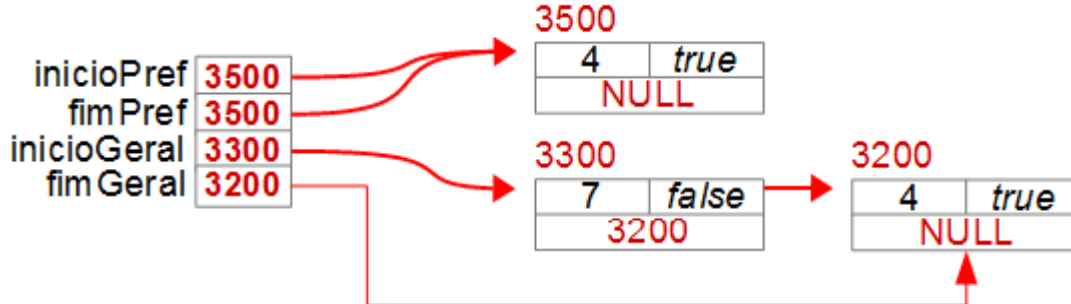 inicioPref 3500
fimPref 3500
inicioGeral 3300
fimGeral 3200
3500
4 true
NULL
3300
7 false
3200
3200
4 true
NULL